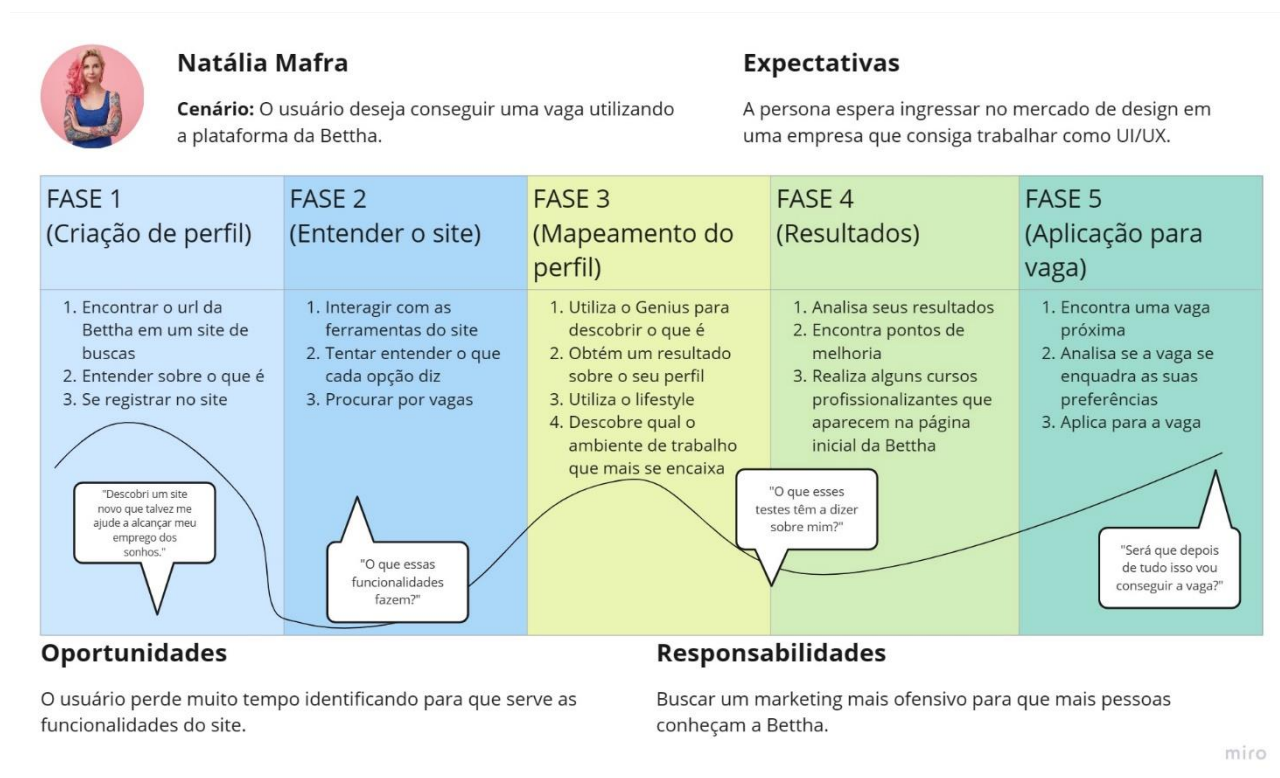 Natália Mafra
Cenário: O usuário deseja conseguir uma vaga utilizando
a plataforma da Bettha.
Expectativas
A persona espera ingressar no mercado de design em
uma empresa que consiga trabalhar como UI/UX.
FASE 1
(Criação de perfil)
1. Encontrar o url da
Bettha em um site de
buscas
2. Entender sobre o que é
3. Se registrar no site
"Descobri um site
novo que talvez me
ajude a alcançar meu
emprego dos
sonhos."
FASE 2
(Entender o site)
1. Interagir com as
ferramentas do site
2. Tentar entender o que
cada opção diz
3. Procurar por vagas
"O que essas
funcionalidades
fazem?"
FASE 3
(Mapeamento do
perfil)
1. Utiliza o Genius para
descobrir o que é
2. Obtém um resultado
sobre o seu perfil
3. Utiliza o lifestyle
4. Descobre qual o
ambiente de trabalho
que mais se encaixa
FASE 4
(Resultados)
1. Analisa seus resultados
2. Encontra pontos de
melhoria
3. Realiza alguns cursos
profissionalizantes que
aparecem na página
inicial da Bettha
"O que esses
testes têm a dizer
sobre mim?"
FASE 5
(Aplicação para
vaga)
1. Encontra uma vaga
próxima
2. Analisa se a vaga se
enquadra as suas
preferências
3. Aplica para a vaga
"Será que depois
de tudo isso vou
conseguir a vaga?"
Oportunidades
O usuário perde muito tempo identificando para que serve as
funcionalidades do site.
Responsabilidades
Buscar um marketing mais ofensivo para que mais pessoas
conheçam a Bettha.
miro